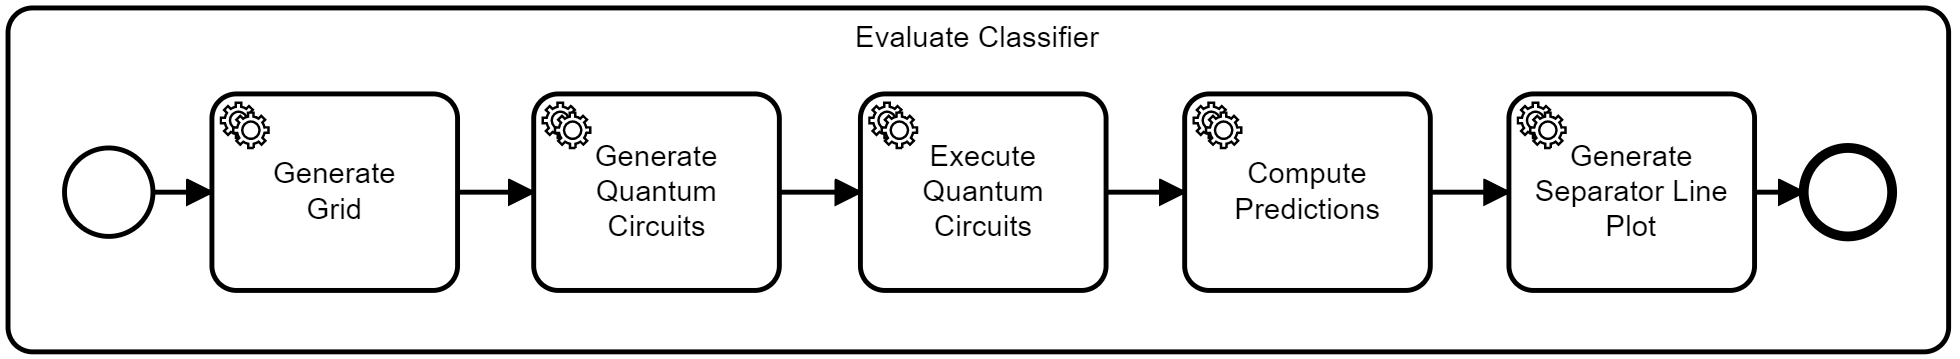 Evaluate Classifier
Generate
Grid
Generate
Quantum
Circuits
Execute
Quantum
Circuits
Compute
Predictions
Generate
Separator Line
Plot